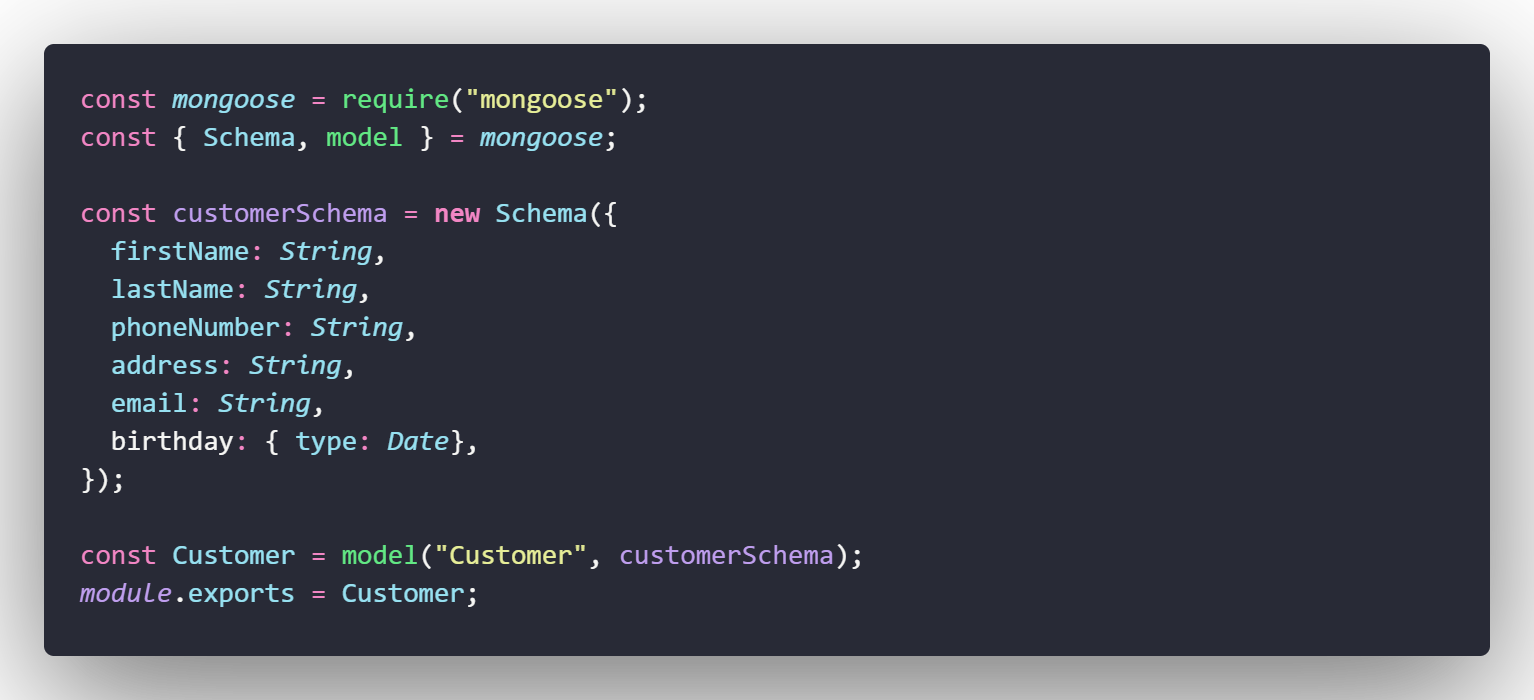 const mongoose = require("mongoose");
const { Schema, model } = mongoose;

const customerSchema = new Schema({
  firstName: String,
  lastName: String,
  phoneNumber: String,
  address: String,
  email: String,
  birthday: { type: Date},
});

const Customer = model("Customer", customerSchema);
module.exports = Customer;